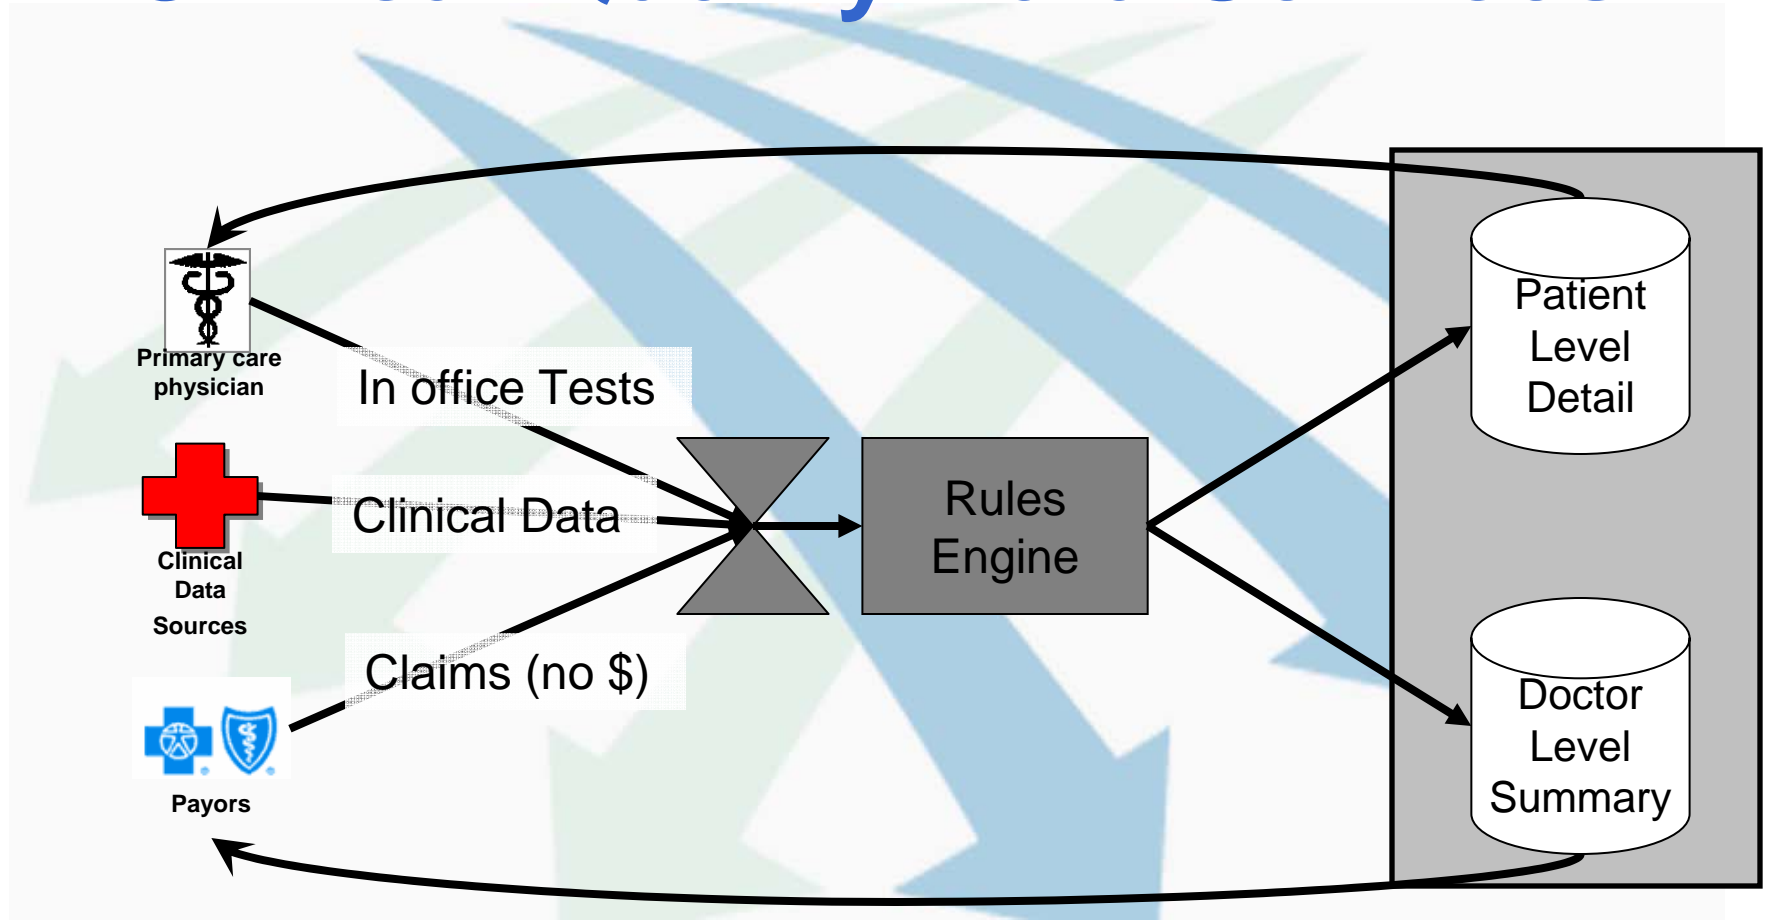 Primary care
physician
In office Tests
Clinical Data
Clinical
Data
Sources
Claims (no $)
Payors
Rules
Engine
Patient
Level
Detail
Doctor
Level
Summary